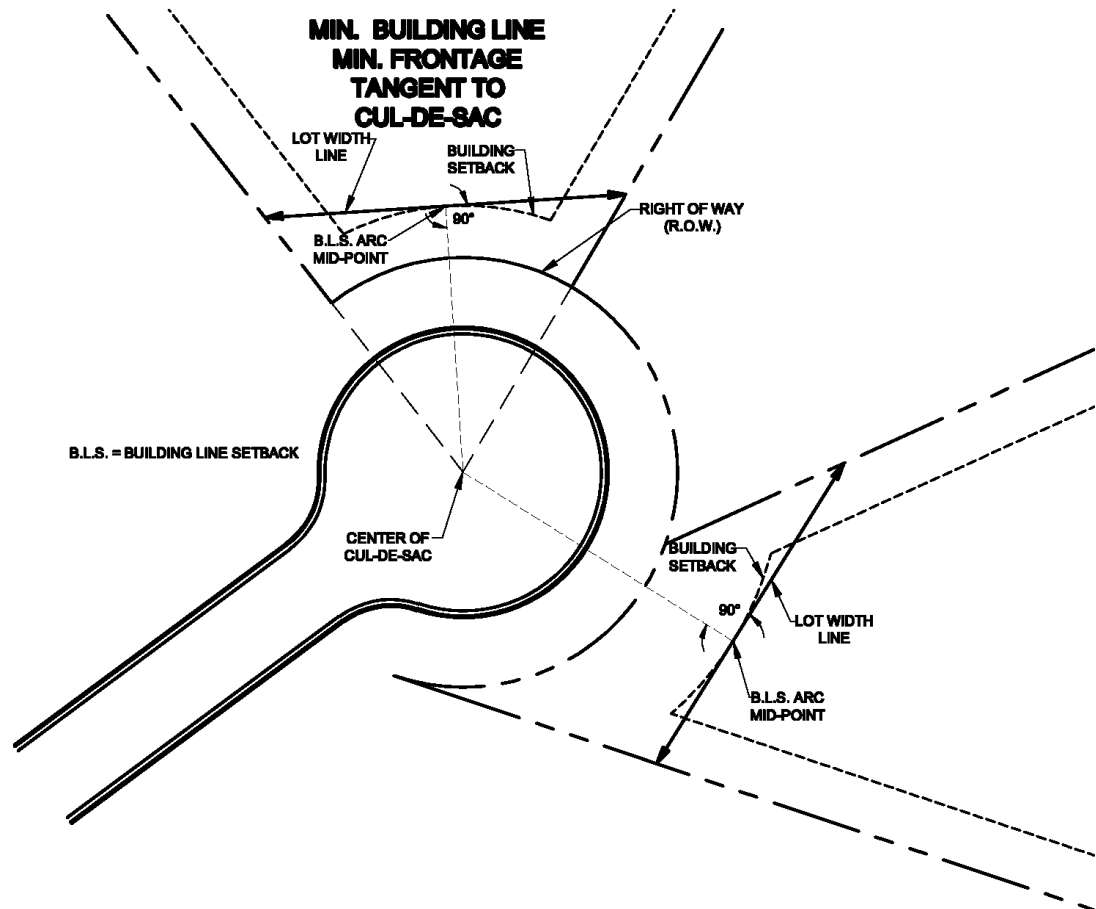 MIN. BUILDING LINE
MIN. FRONTAGE
TANGENT TO
CUL-DE-SAC
LOT WIDTH
LINE
BUILDING
SETBACK
90°
RIGHT OF WAY
(R.O.W.)
B.L.S. ARC
MID-POINT
B.L.S. = BUILDING LINE SETBACK
CENTER OF
CUL-DE-SAC
BUILDING
SETBACK
90°
LOT WIDTH
LINE
B.L.S. ARC
MID-POINT